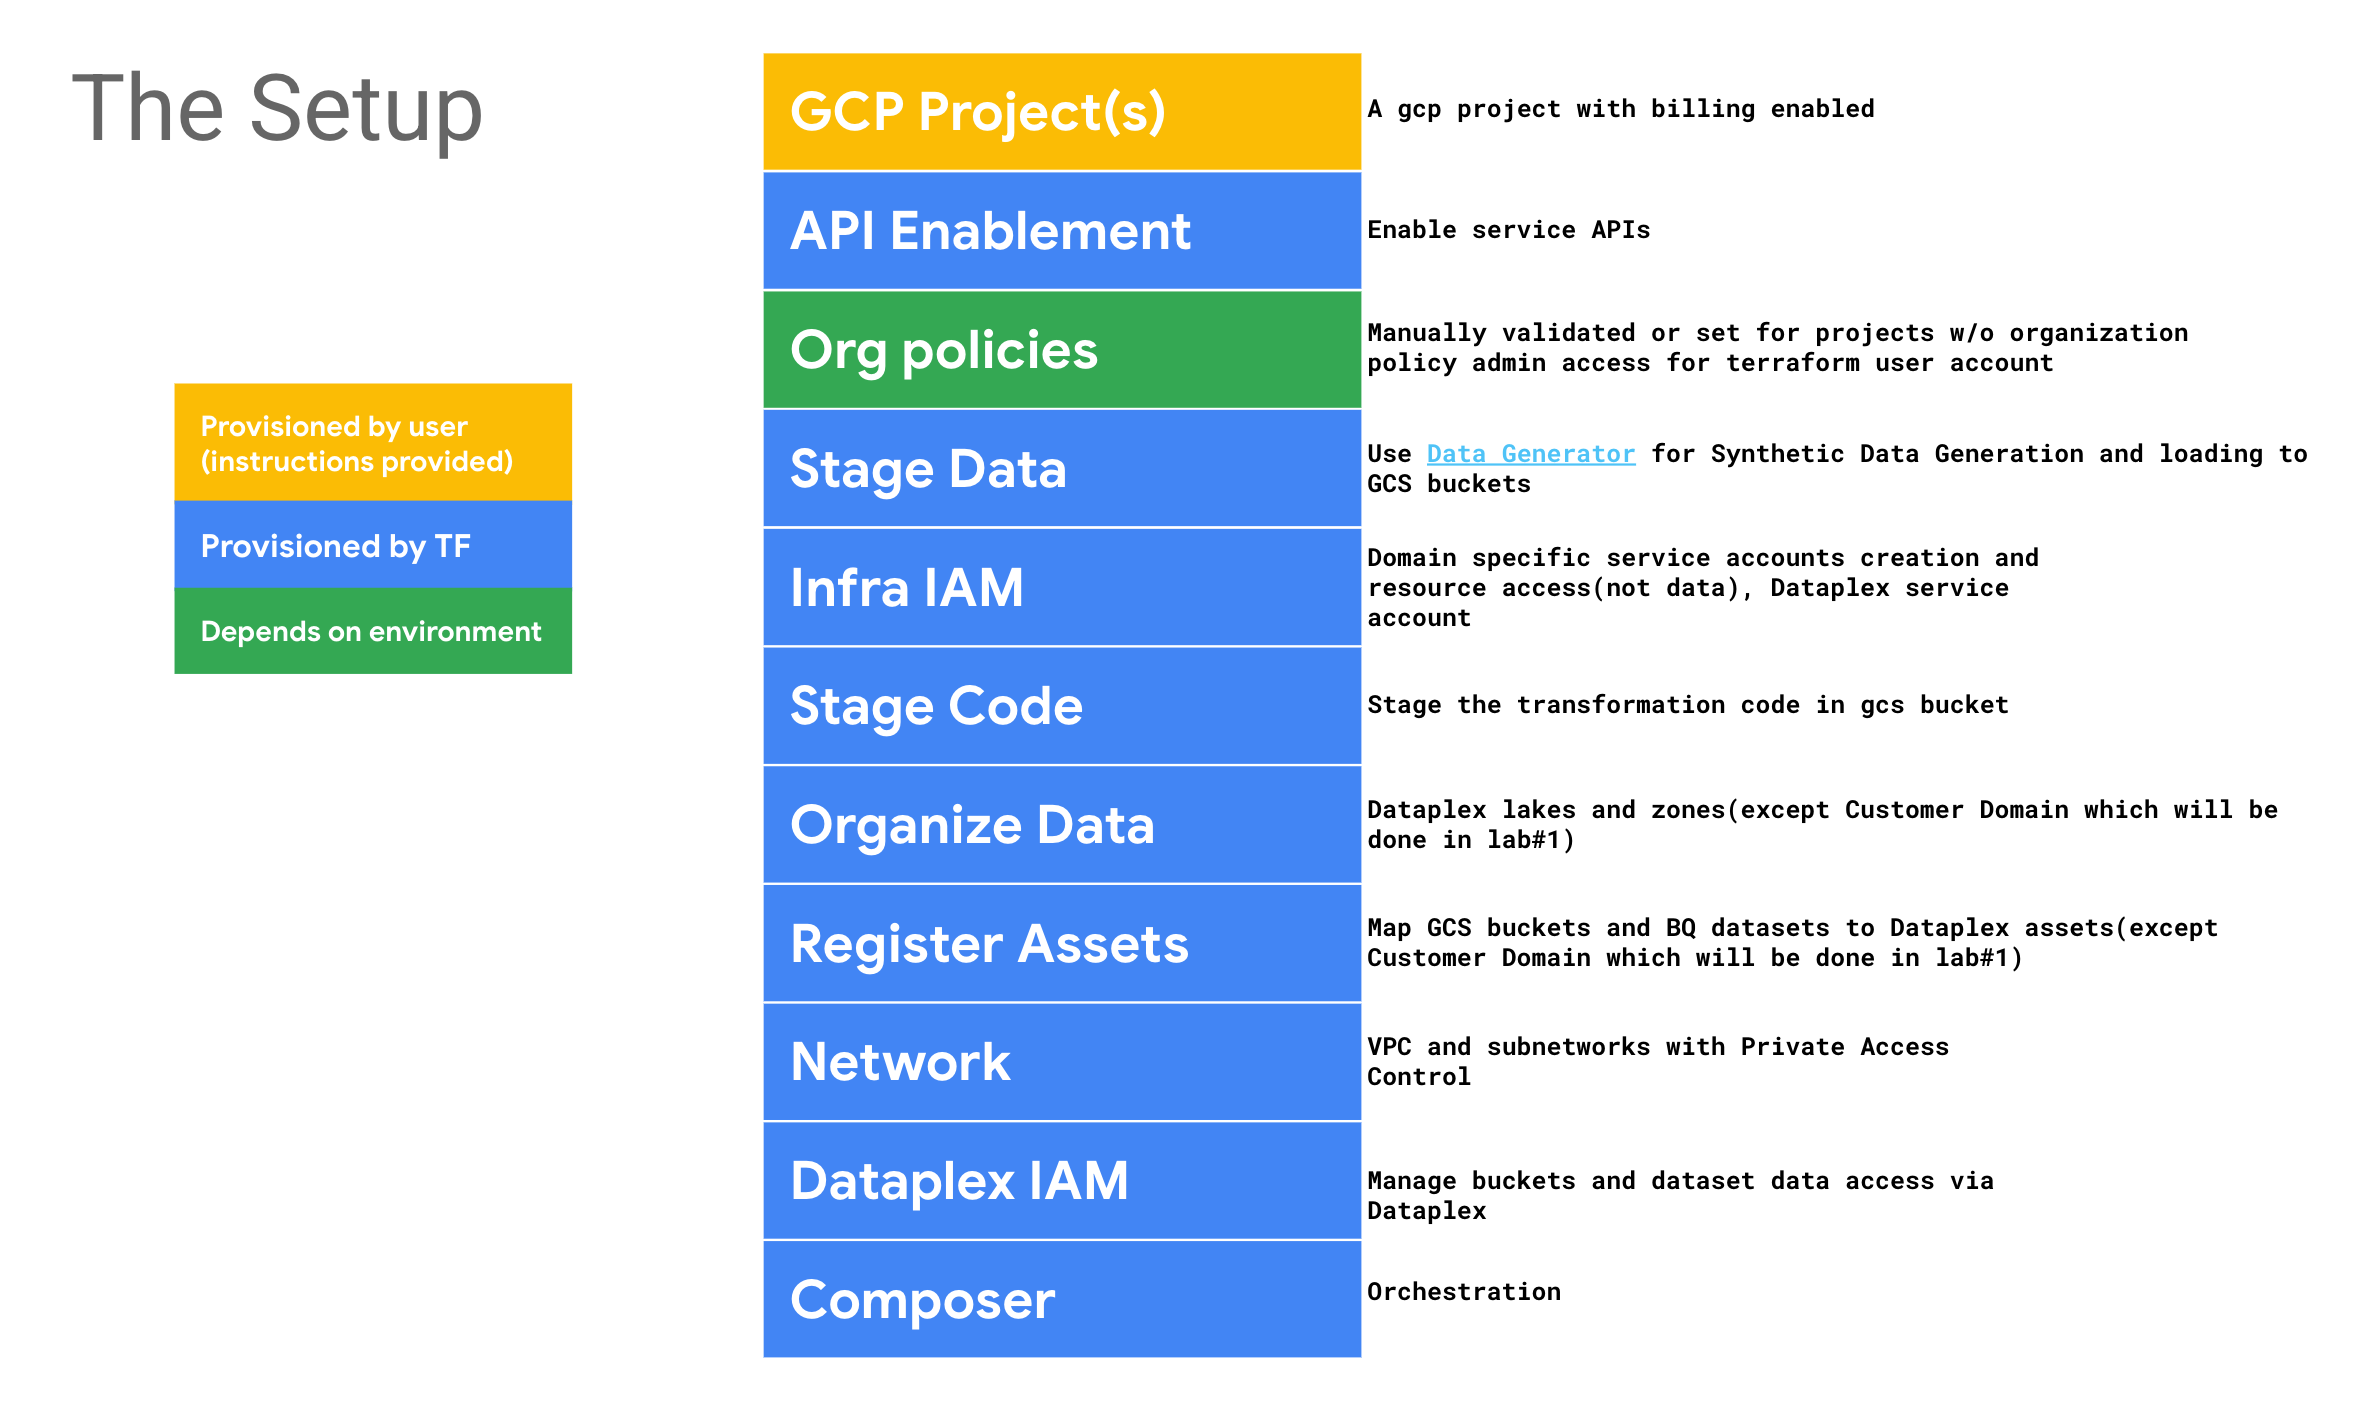 The Setup
Provisioned by user
(instructions provided)
Provisioned by TF
Depends on environment
GCP Project(s)
A gcp project with billing enabled
API Enablement
Enable service APIs
Org policies
Manually validated or set for projects w/o organization
policy admin access for terraform user account
Stage Data
Use Data Generator for Synthetic Data Generation and loading to
GCS buckets
Infra IAM
Domain specific service accounts creation and
resource access(not data), Dataplex service
account
Stage Code
Stage the transformation code in gcs bucket
Organize Data
Dataplex lakes and zones(except Customer Domain which will be
done in lab#1)
Register Assets
Map GCS buckets and BQ datasets to Dataplex assets(except
Customer Domain which will be done in lab#1)
Network
VPC and subnetworks with Private Access
Control
Dataplex IAM
Manage buckets and dataset data access via
Dataplex
Composer
Orchestration